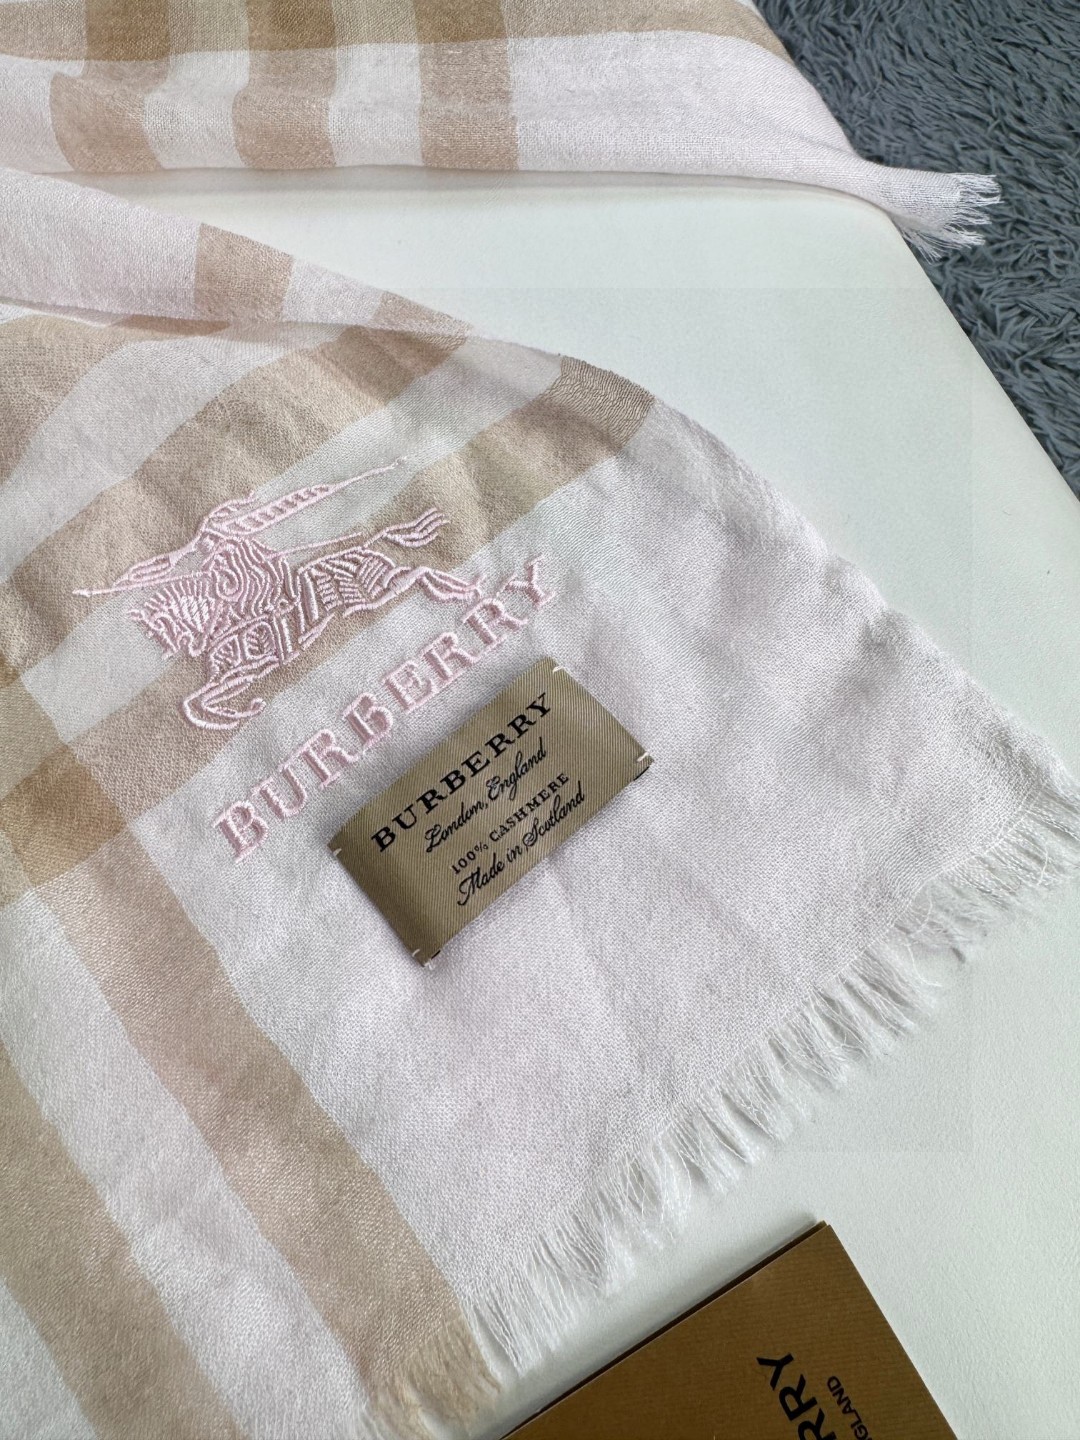 BURBERRY
BURBERRY
London, England
100% CASHMERE
Made in Scotland
RRY
GLAND